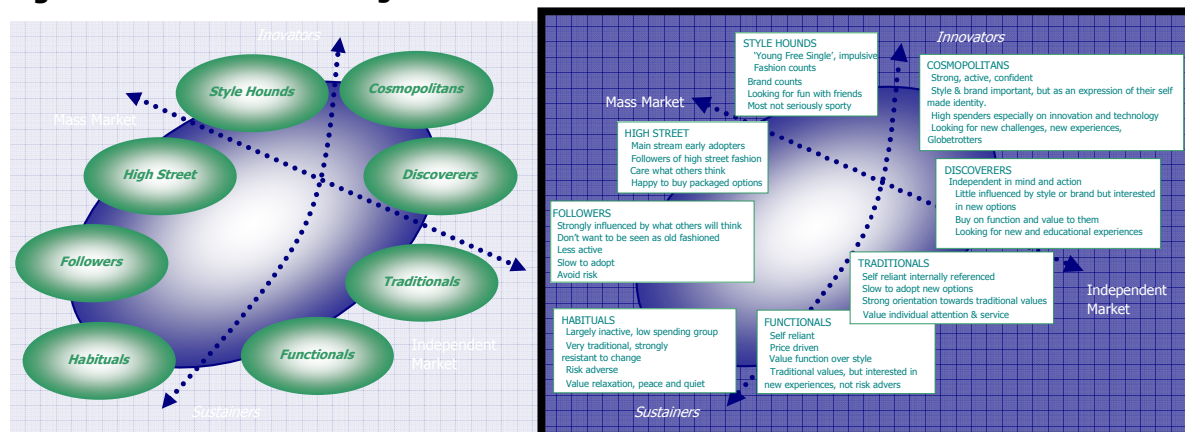 Inovators
Style Hounds
Cosmopolitans
Mass Market
High Street
Discoverers
Followers
Traditionals
Habituals
Functionals
Independent
Market
Sustainers
Innovators
Mass Market
STYLE HOUNDS
'Young Free Single', impulsive
Fashion counts
Brand counts
Looking for fun with friends
Most not seriously sporty
COSMOPOLITANS
Strong, active, confident
Style & brand important, but as an expression of their self
made identity.
High spenders especially on innovation and technology
Looking for new challenges, new experiences,
Globetrotters
HIGH STREET
Main stream early adopters
Followers of high street fashion
Care what others think
Happy to buy packaged options
DISCOVERERS
Independent in mind and action
Little influenced by style or brand but interested
in new options
Buy on function and value to them
Looking for new and educational experiences
FOLLOWERS
Strongly influenced by what others will think
Don't want to be seen as old fashioned
Less active
Slow to adopt
Avoid risk
TRADITIONALS
Self reliant internally referenced
Slow to adopt new options
Strong orientation towards traditional values
Value individual attention & service
Independent
Market
HABITUALS
Largely inactive, low spending group
Very traditional, strongly
resistant to change
Risk adverse
Value relaxation, peace and quiet
FUNCTIONALS
Self reliant
Price driven
Value function over style
Traditional values, but interested in
new experiences, not risk advers
Sustainers